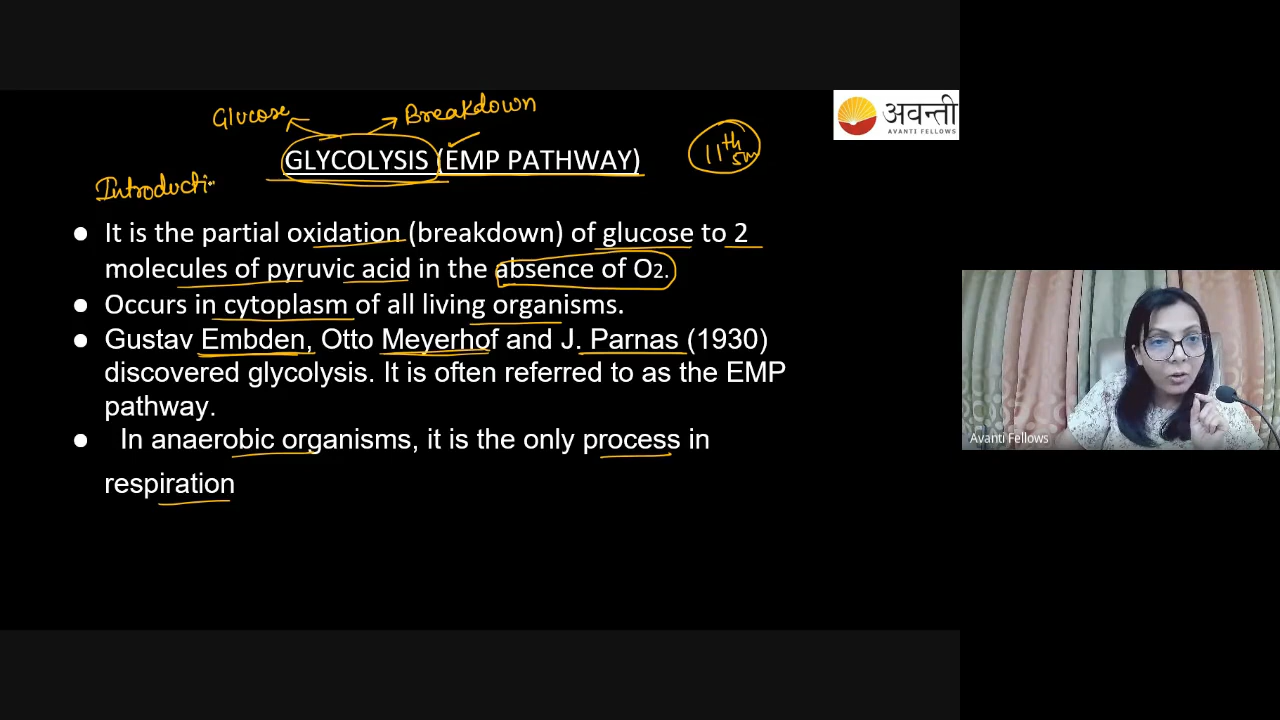 Glucose Breakdown
GLYCOLYSIS (EMP PATHWAY)
11th
Introducti
अवन्ती
AVANTI FELLOWS
● It is the partial oxidation (breakdown) of glucose to 2
molecules of pyruvic acid in the absence of O2.
● Occurs in cytoplasm of all living organisms.
● Gustav Embden, Otto Meyerhof and J. Parnas (1930)
discovered glycolysis. It is often referred to as the EMP
pathway.
● In anaerobic organisms, it is the only process in
respiration
Avanti Fellows